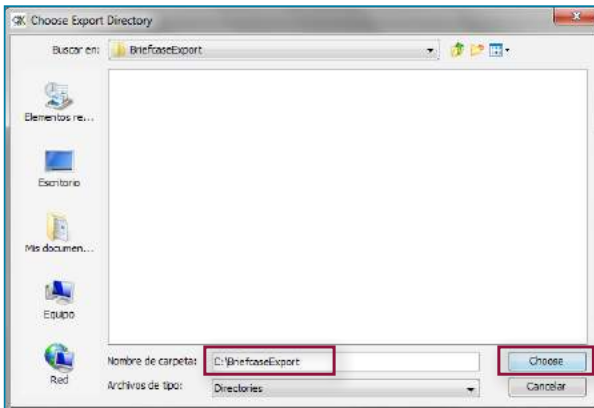 Choose Export Directory
Buscar en: BriefcaseExport
Elementos re...
Escritorio
Mis documen...
Equipo
Red
Nombre de carpeta: C:\BriefcaseExport Choose
Archivos de tipo: Directories Cancelar